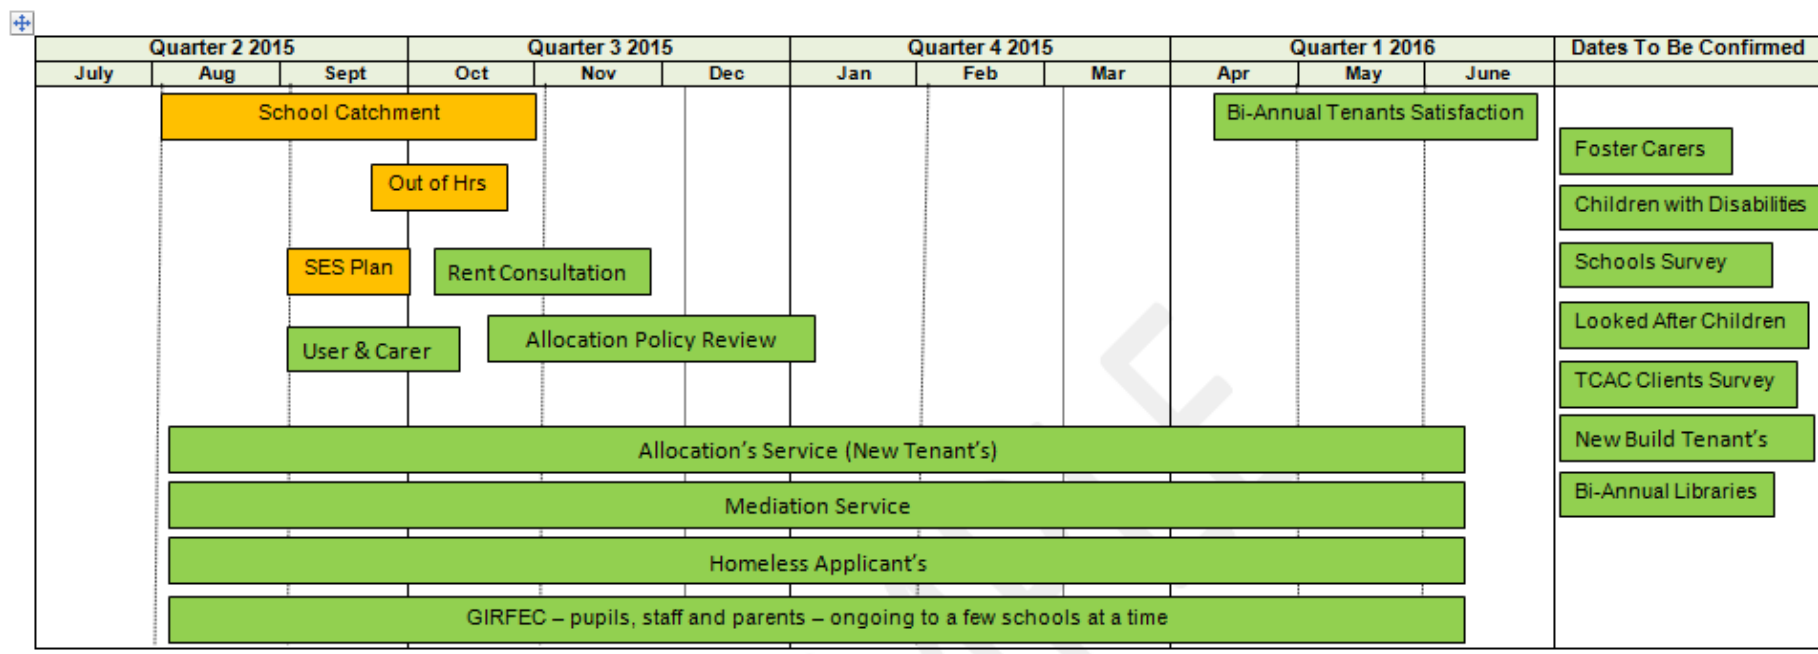 Quarter 2 2015 Quarter 3 2015 Quarter 4 2015 Quarter 1 2016 Dates To Be Confirmed
July Aug Sept Oct Nov Dec Jan Feb Mar Apr May June
School Catchment
Bi-Annual Tenants Satisfaction
Foster Carers
Out of Hrs
Children with Disabilities
SES Plan
Rent Consultation
Schools Survey
User & Carer
Allocation Policy Review
Looked After Children
TCAC Clients Survey
Allocation’s Service (New Tenant’s)
New Build Tenant’s
Mediation Service
Bi-Annual Libraries
Homeless Applicant’s
GIRFEC – pupils, staff and parents – ongoing to a few schools at a time